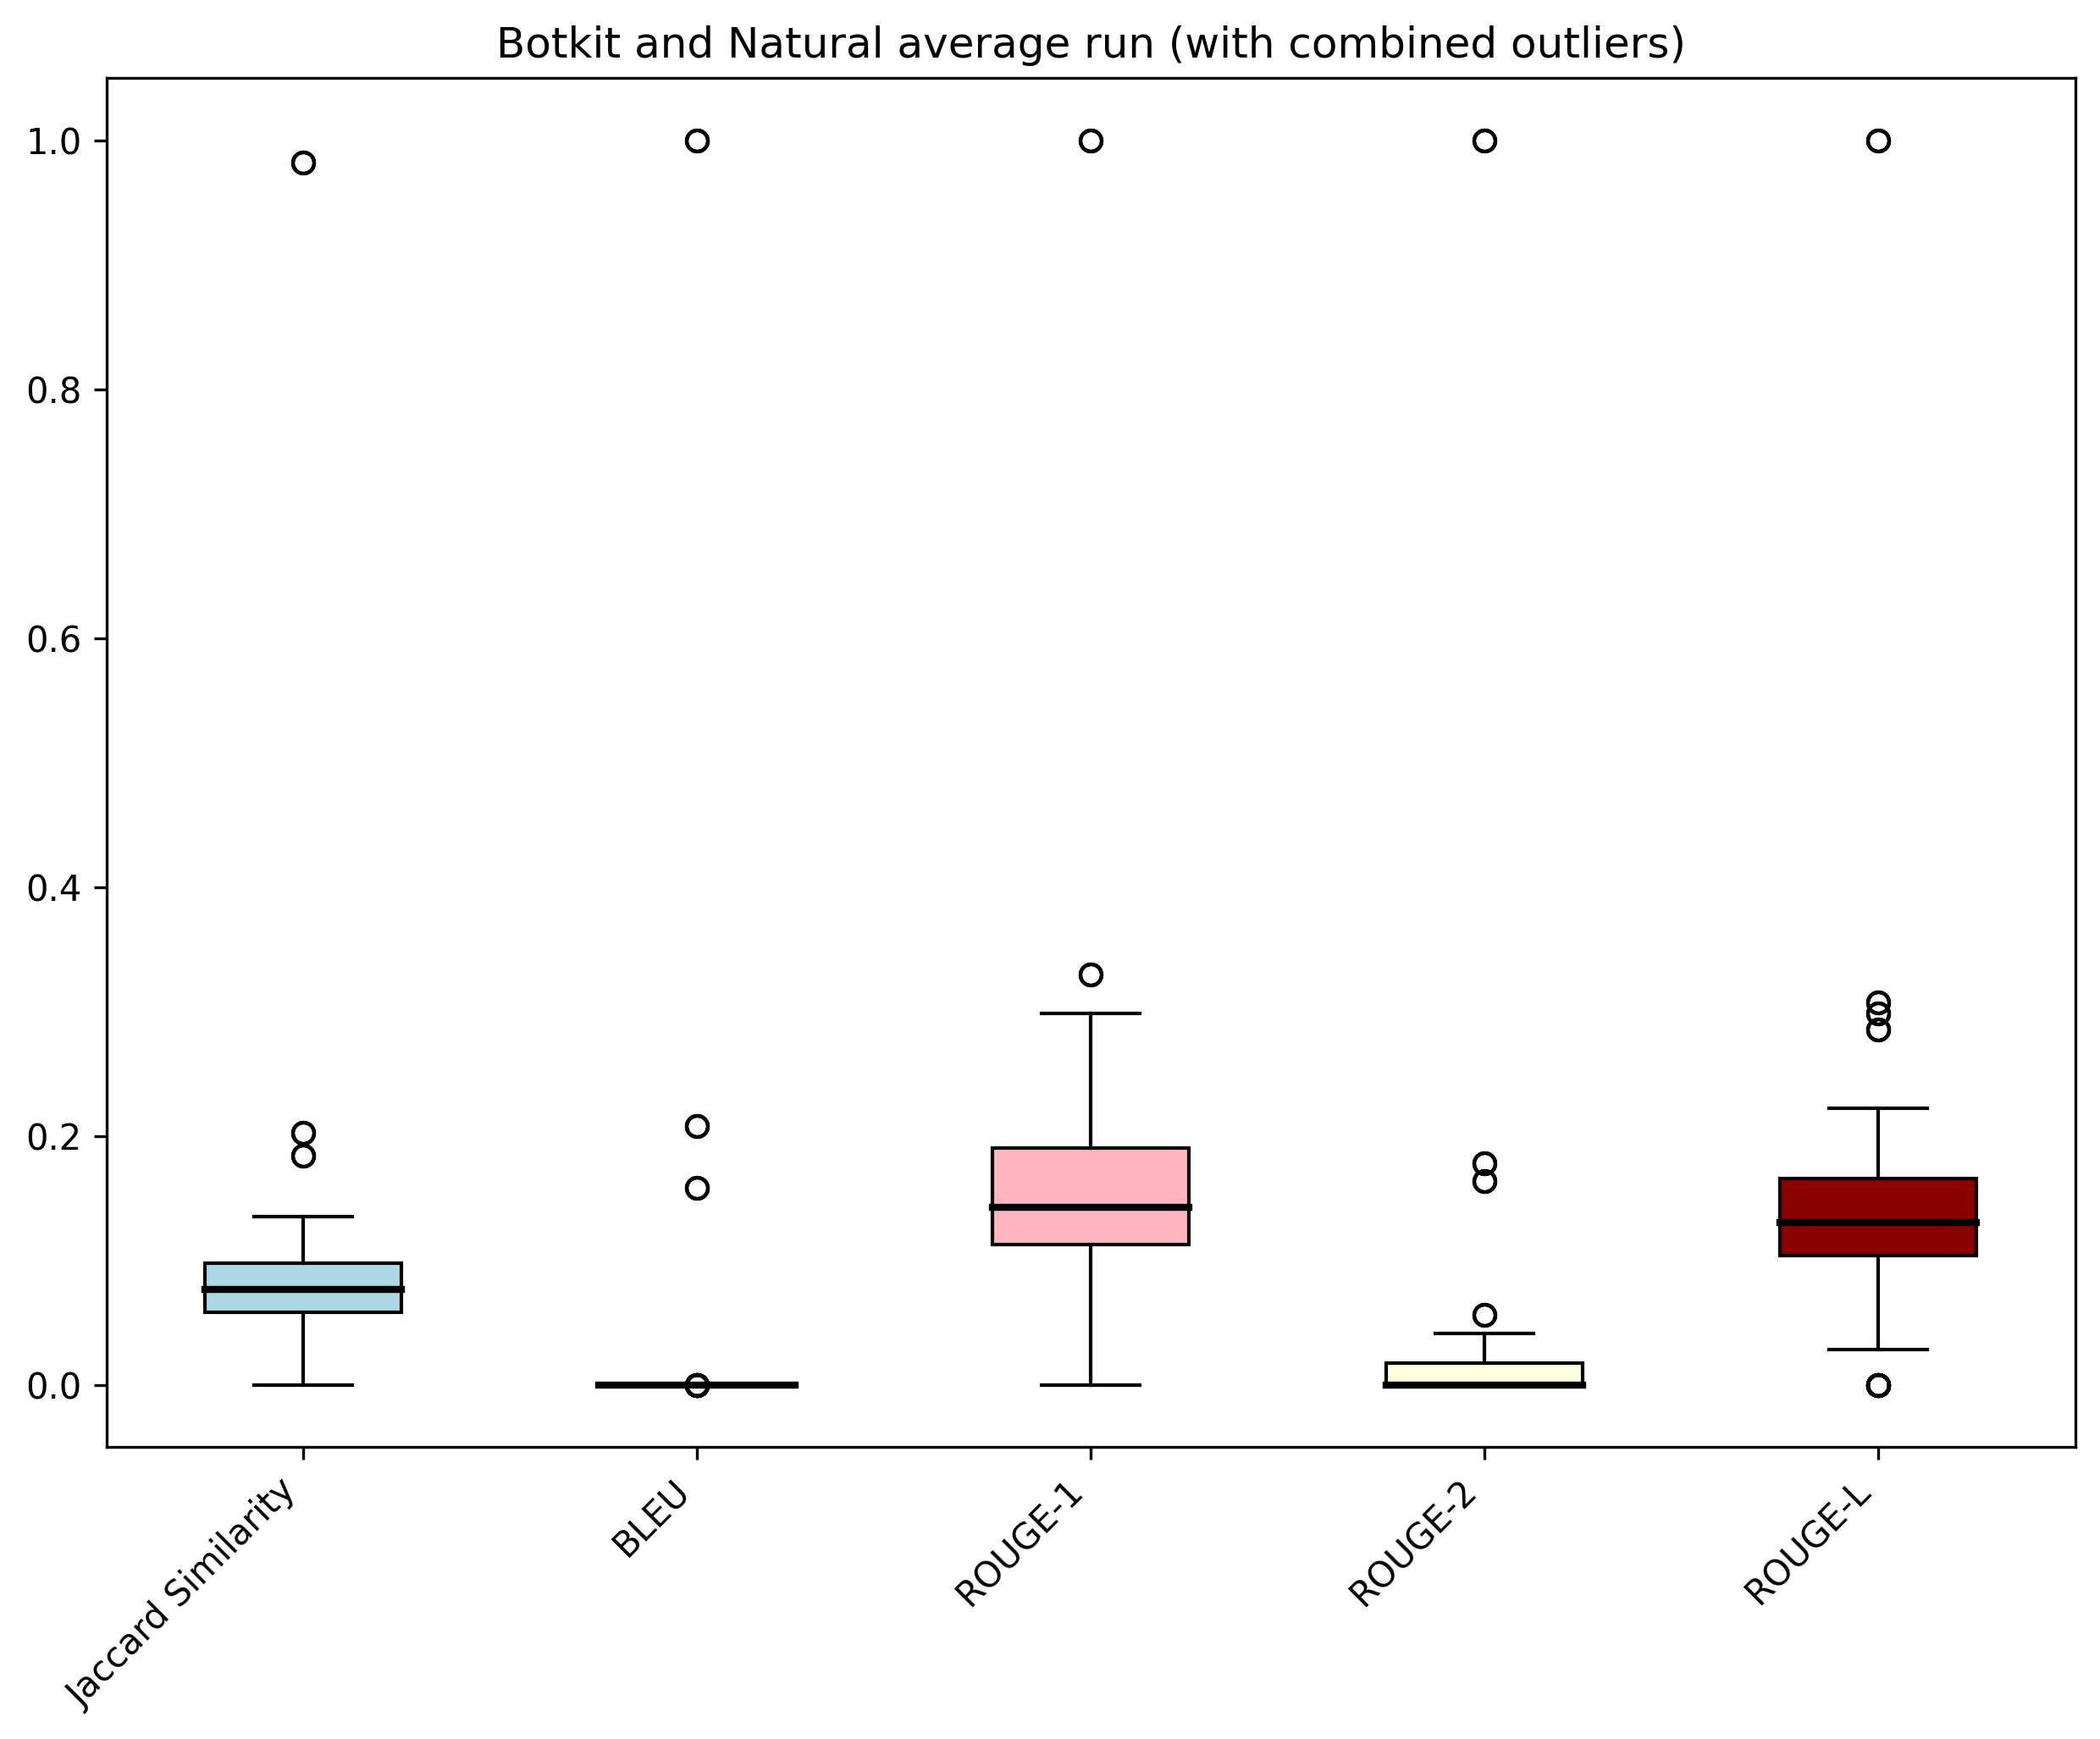 Botkit and Natural average run (with combined outliers)
1.0
0.8
0.6
0.4
0.2
0.0
Jaccard Similarity
BLEU
ROUGE-1
ROUGE-2
ROUGE-L